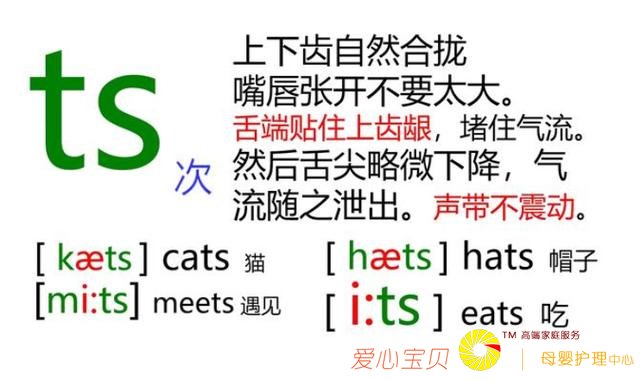 ts
次
上下齿自然合拢
嘴唇张开不要太大。
舌端贴住上齿龈，堵住气流。
然后舌尖略微下降，气
流随之泄出。声带不震动。
[kæts] cats 猫
[hæts] hats 帽子
[mi:ts] meets 遇见
[i:ts] eats 吃
爱心宝贝
TM 高端家庭服务
母婴护理中心